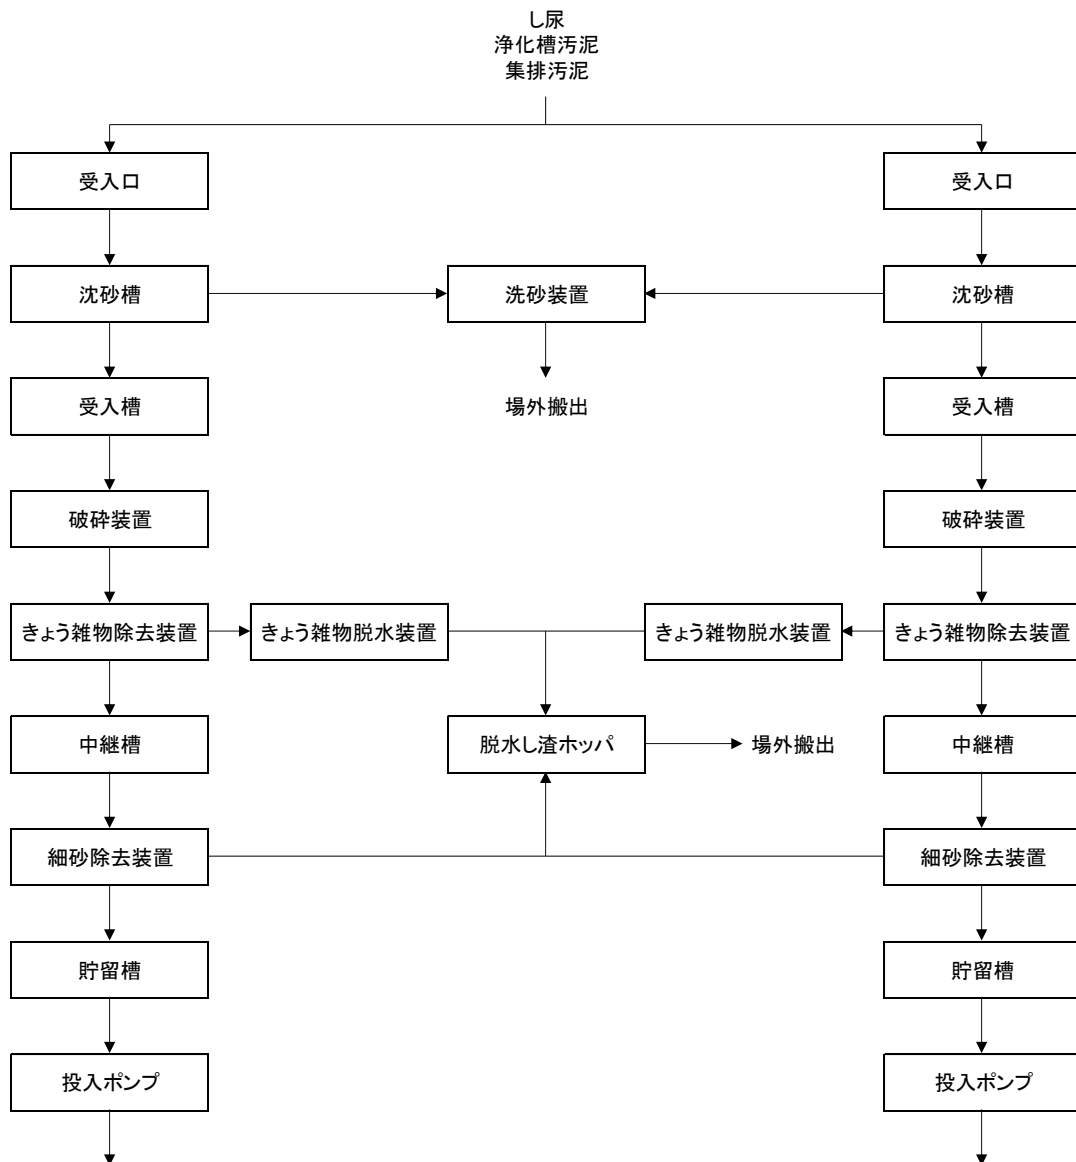 し尿
浄化槽汚泥
集排汚泥
受入口
受入口
沈砂槽
洗砂装置
沈砂槽
受入槽
場外搬出
受入槽
破砕装置
破砕装置
きょう雑物除去装置
きょう雑物脱水装置
きょう雑物脱水装置
きょう雑物除去装置
中継槽
脱水し渣ホッパ
場外搬出
中継槽
細砂除去装置
細砂除去装置
貯留槽
貯留槽
投入ポンプ
投入ポンプ